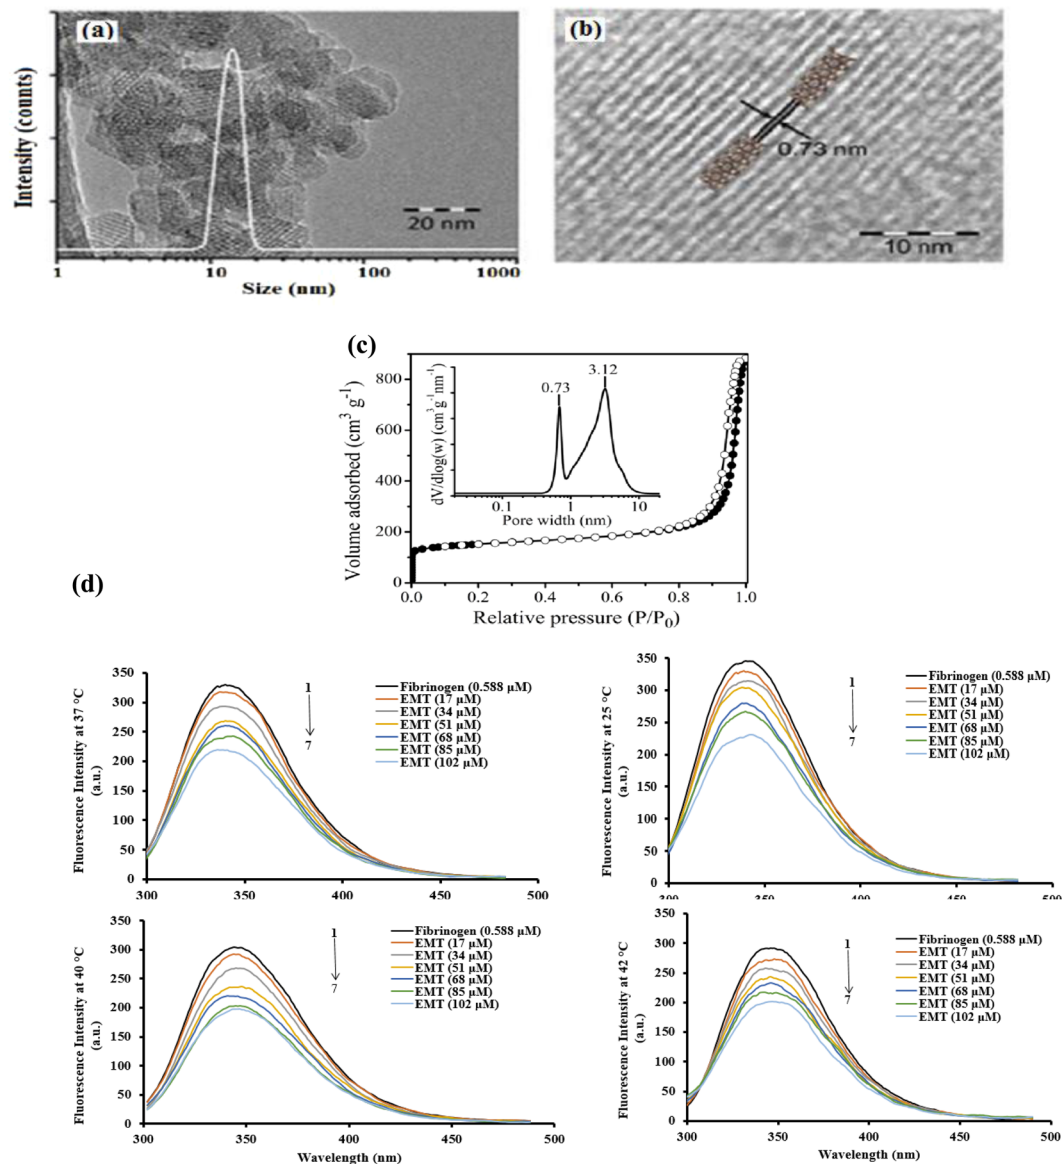 (a)
Intensity (counts)
20 nm
1 10 100 1000
Size (nm)
(b)
0.73 nm
10 nm
(c)
Volume adsorbed (cm³ g⁻¹)
800
600
400
200
0
0.0 0.2 0.4 0.6 0.8 1.0
Relative pressure (P/P₀)
dV/dlog(w) (cm³ g⁻¹ nm⁻¹)
0.73
3.12
0.1 1 10
Pore width (nm)
(d)
Fluorescence Intensity at 37 °C
(a.u.)
350
300
250
200
150
100
50
0
300 350 400 450 500
1
7
Fibrinogen (0.588 µM)
EMT (17 µM)
EMT (34 µM)
EMT (51 µM)
EMT (68 µM)
EMT (85 µM)
EMT (102 µM)
Fluorescence Intensity at 25 °C
(a.u.)
350
300
250
200
150
100
50
0
300 350 400 450 500
1
7
Fibrinogen (0.588 µM)
EMT (17 µM)
EMT (34 µM)
EMT (51 µM)
EMT (68 µM)
EMT (85 µM)
EMT (102 µM)
Fluorescence Intensity at 40 °C
(a.u.)
350
300
250
200
150
100
50
0
300 350 400 450 500
Wavelength (nm)
1
7
Fibrinogen (0.588 µM)
EMT (17 µM)
EMT (34 µM)
EMT (51 µM)
EMT (68 µM)
EMT (85 µM)
EMT (102 µM)
Fluorescence Intensity at 42 °C
(a.u.)
350
300
250
200
150
100
50
0
300 350 400 450 500
Wavelength (nm)
1
7
Fibrinogen (0.588 µM)
EMT (17 µM)
EMT (34 µM)
EMT (51 µM)
EMT (68 µM)
EMT (85 µM)
EMT (102 µM)